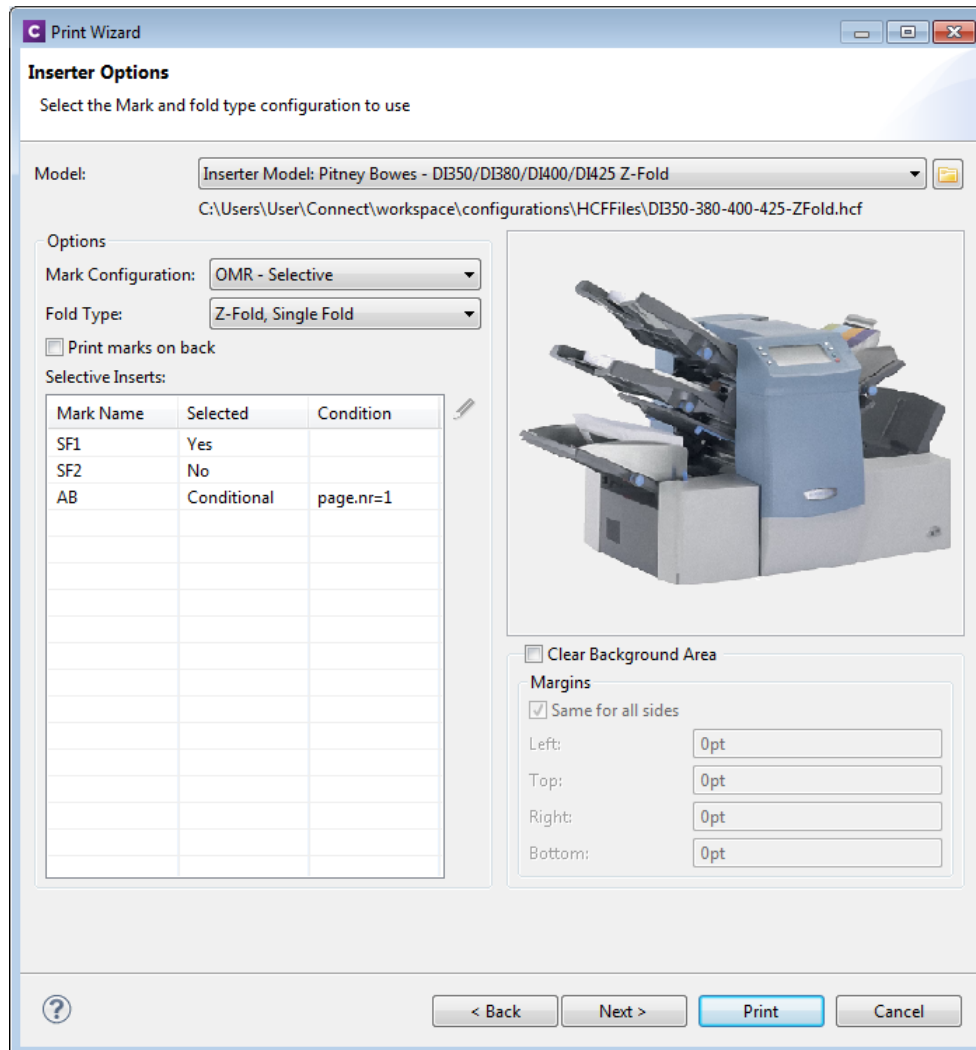 C Print Wizard
Inserter Options
Select the Mark and fold type configuration to use
Model: Inserter Model: Pitney Bowes - DI350/DI380/DI400/DI425 Z-Fold
C:\Users\User\Connect\workspace\configurations\HCFFiles\DI350-380-400-425-ZFold.hcf
Options
Mark Configuration: OMR - Selective
Fold Type: Z-Fold, Single Fold
Print marks on back
Selective Inserts:
Mark Name Selected Condition
SF1 Yes
SF2 No
AB Conditional page.nr=1
Clear Background Area
Margins
Same for all sides
Left: 0pt
Top: 0pt
Right: 0pt
Bottom: 0pt
? < Back Next > Print Cancel